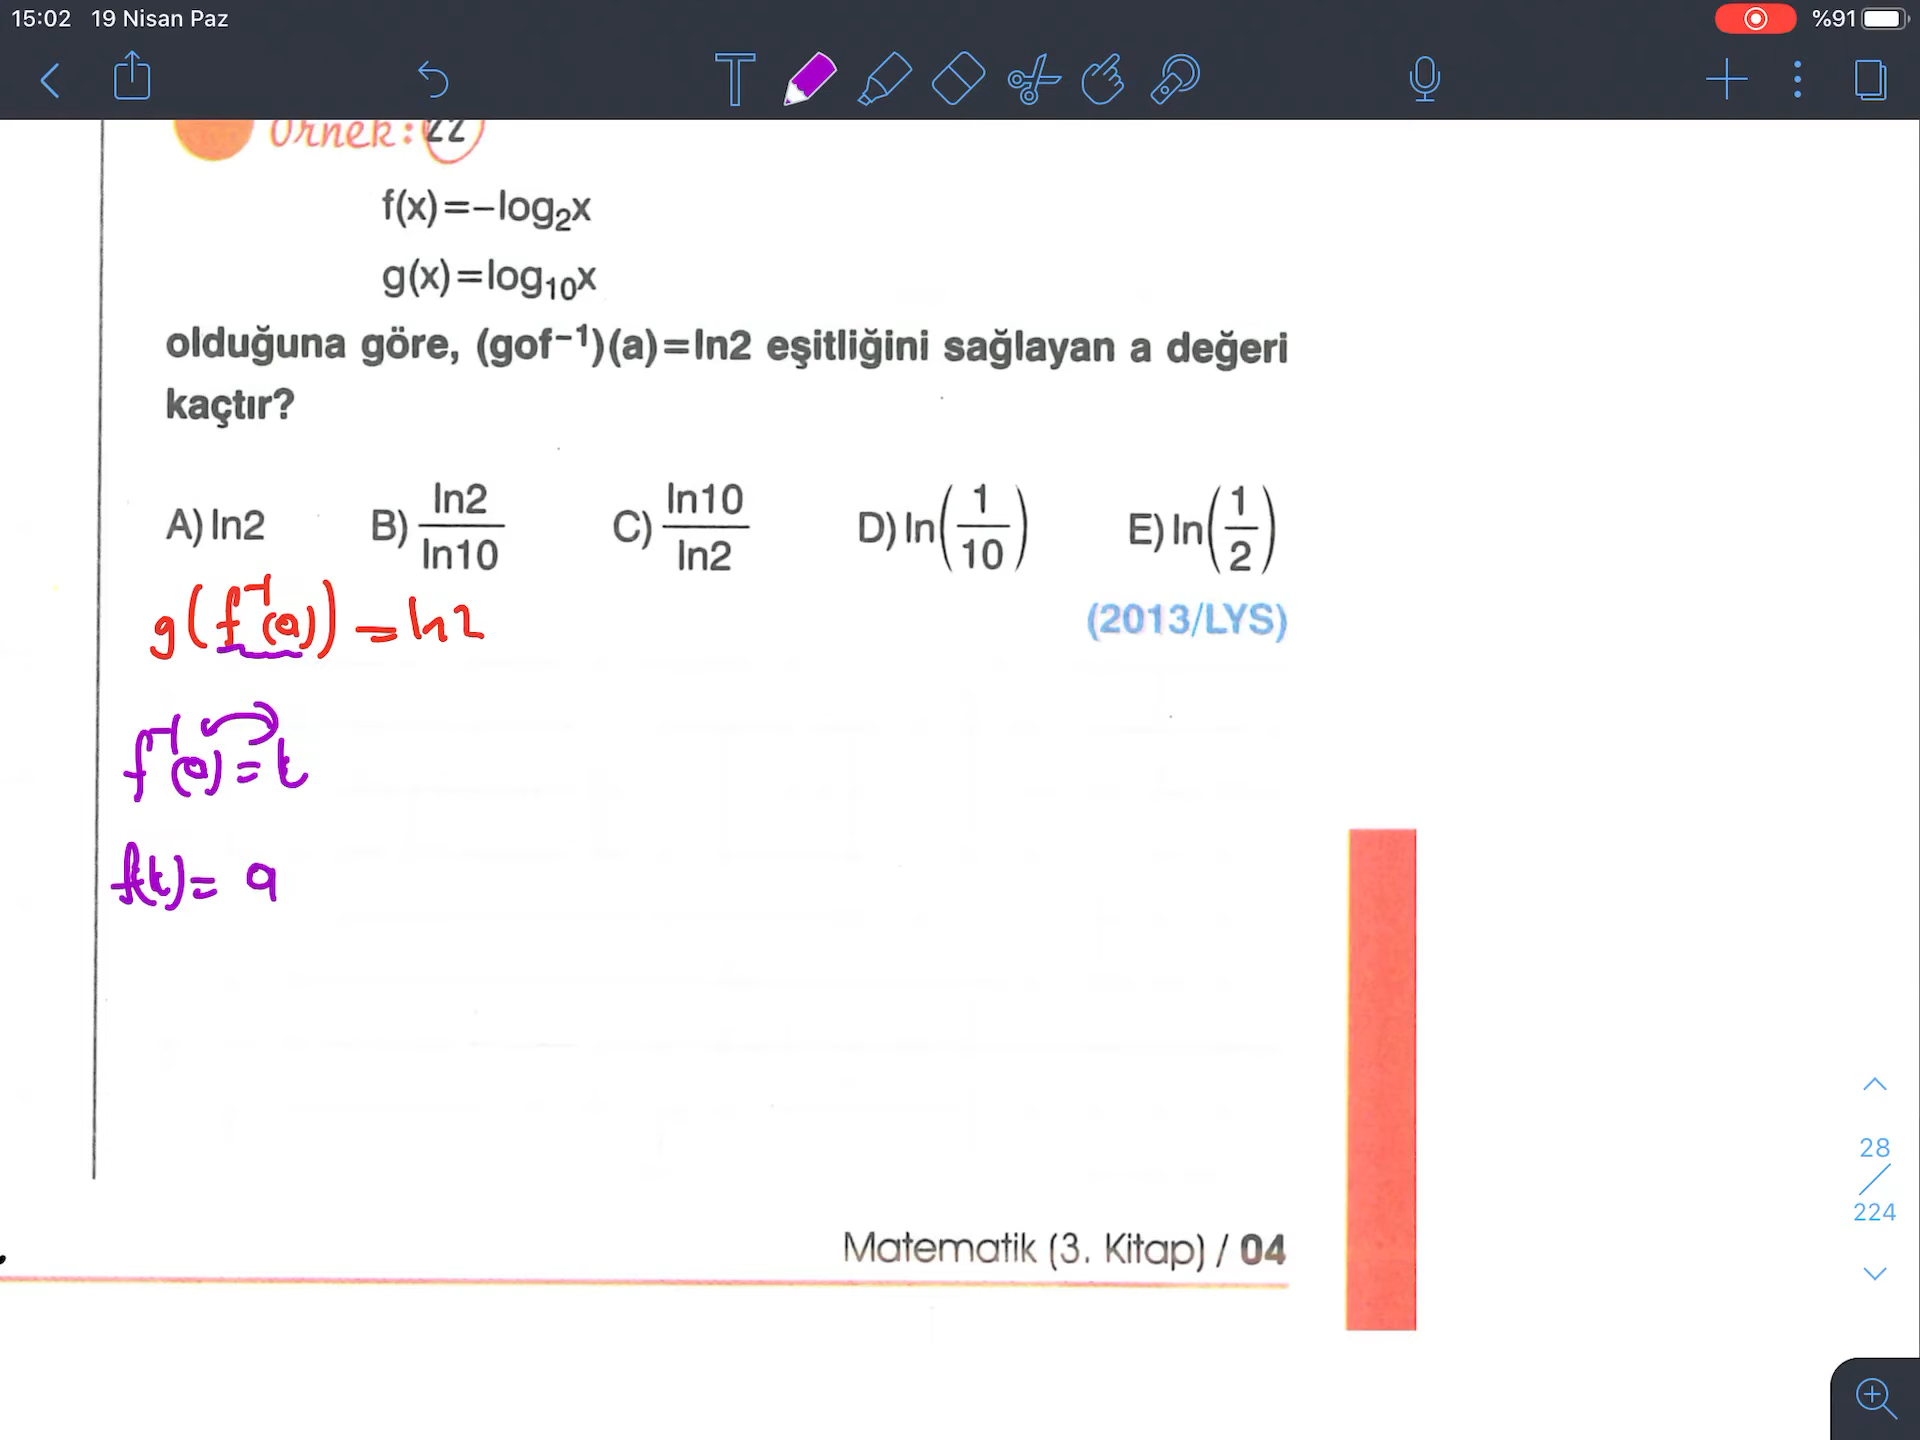 15:02 19 Nisan Paz %91
Örnek: 22
f(x)=-log₂x
g(x)=log₁₀x
olduğuna göre, (gof⁻¹)(a)=ln2 eşitliğini sağlayan a değeri
kaçtır?
A) ln2 B) ln2/ln10 C) ln10/ln2 D) ln(1/10) E) ln(1/2)
(2013/LYS)
g(f⁻¹(a)) = ln2
f⁻¹(a) = t
f(t) = a
28
/
224
Matematik (3. Kitap) / 04